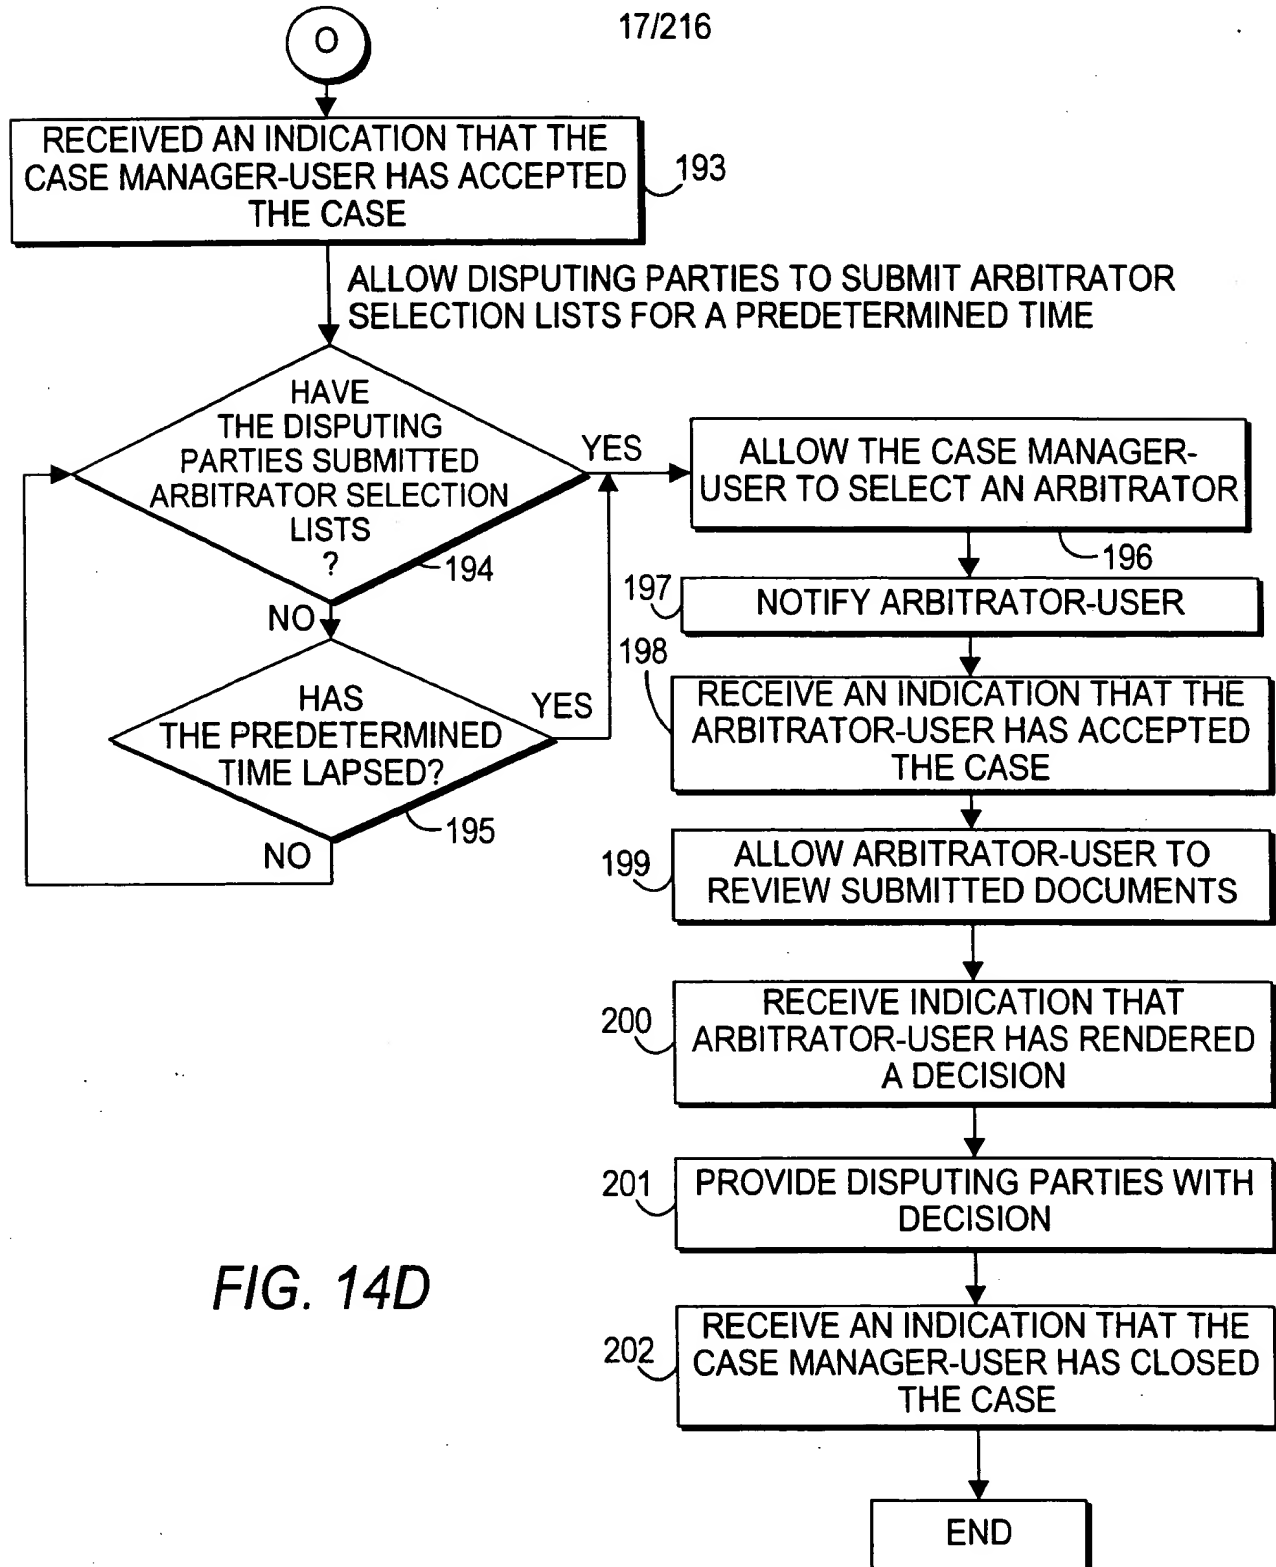 17/216
O
RECEIVED AN INDICATION THAT THE
CASE MANAGER-USER HAS ACCEPTED
THE CASE
193
ALLOW DISPUTING PARTIES TO SUBMIT ARBITRATOR
SELECTION LISTS FOR A PREDETERMINED TIME
HAVE
THE DISPUTING
PARTIES SUBMITTED
ARBITRATOR SELECTION
LISTS
?
194
YES
NO
HAS
THE PREDETERMINED
TIME LAPSED?
195
YES
NO
ALLOW THE CASE MANAGER-
USER TO SELECT AN ARBITRATOR
196
197
NOTIFY ARBITRATOR-USER
198
RECEIVE AN INDICATION THAT THE
ARBITRATOR-USER HAS ACCEPTED
THE CASE
199
ALLOW ARBITRATOR-USER TO
REVIEW SUBMITTED DOCUMENTS
200
RECEIVE INDICATION THAT
ARBITRATOR-USER HAS RENDERED
A DECISION
201
PROVIDE DISPUTING PARTIES WITH
DECISION
202
RECEIVE AN INDICATION THAT THE
CASE MANAGER-USER HAS CLOSED
THE CASE
END
FIG. 14D